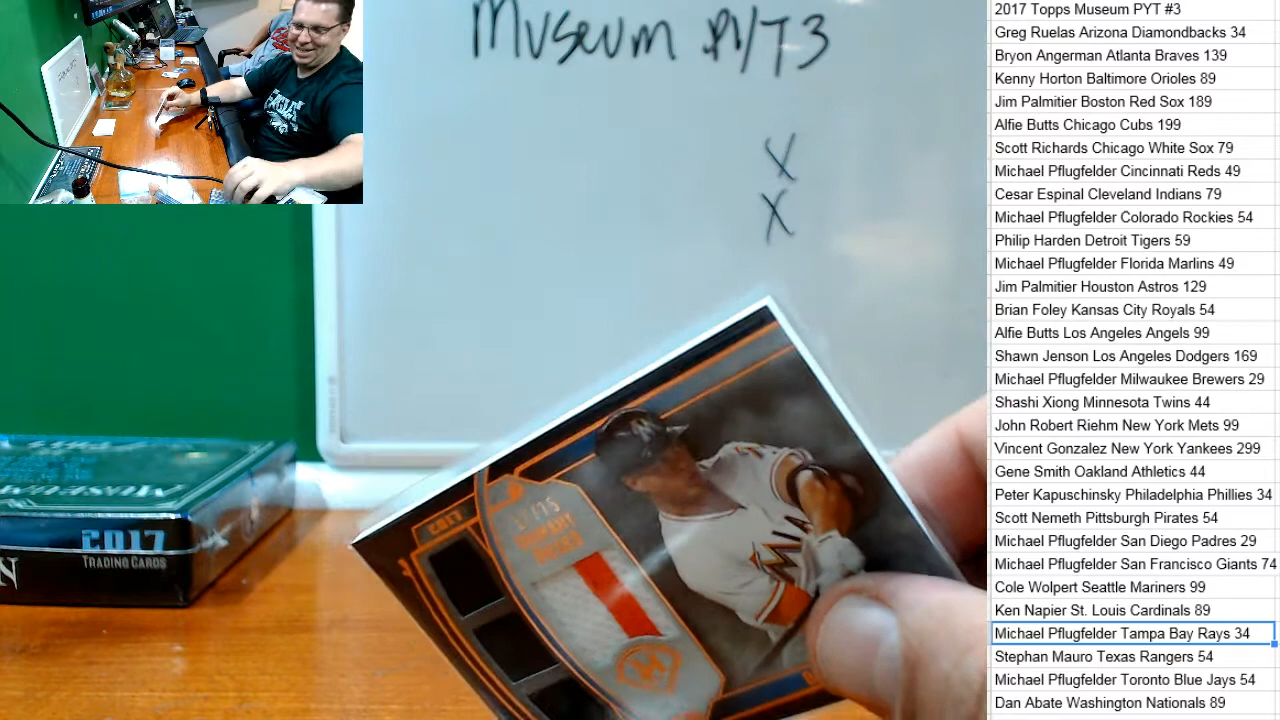 Museum PYT 3
X
X
2017
TRADING CARDS
MUSEUM
N
2017
MIA
EAGLES
2017 Topps Museum PYT #3
Greg Ruelas Arizona Diamondbacks 34
Bryon Angerman Atlanta Braves 139
Kenny Horton Baltimore Orioles 89
Jim Palmitier Boston Red Sox 189
Alfie Butts Chicago Cubs 199
Scott Richards Chicago White Sox 79
Michael Pflugfelder Cincinnati Reds 49
Cesar Espinal Cleveland Indians 79
Michael Pflugfelder Colorado Rockies 54
Philip Harden Detroit Tigers 59
Michael Pflugfelder Florida Marlins 49
Jim Palmitier Houston Astros 129
Brian Foley Kansas City Royals 54
Alfie Butts Los Angeles Angels 99
Shawn Jenson Los Angeles Dodgers 169
Michael Pflugfelder Milwaukee Brewers 29
Shashi Xiong Minnesota Twins 44
John Robert Riehm New York Mets 99
Vincent Gonzalez New York Yankees 299
Gene Smith Oakland Athletics 44
Peter Kapuschinsky Philadelphia Phillies 34
Scott Nemeth Pittsburgh Pirates 54
Michael Pflugfelder San Diego Padres 29
Michael Pflugfelder San Francisco Giants 74
Cole Wolpert Seattle Mariners 99
Ken Napier St. Louis Cardinals 89
Michael Pflugfelder Tampa Bay Rays 34
Stephan Mauro Texas Rangers 54
Michael Pflugfelder Toronto Blue Jays 54
Dan Abate Washington Nationals 89